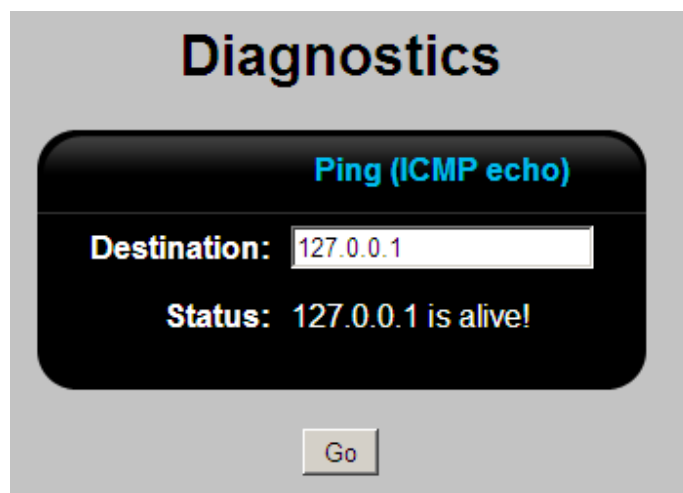 Diagnostics
Ping (ICMP echo)
Destination: 127.0.0.1
Status: 127.0.0.1 is alive!
Go